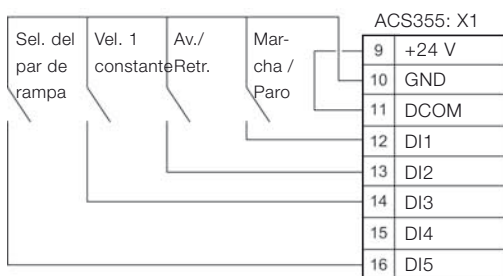 ACS355: X1
Sel. del
par de
rampa
Vel. 1
constante
Av./
Retr.
Mar-
cha /
Paro
9 +24 V
10 GND
11 DCOM
12 DI1
13 DI2
14 DI3
15 DI4
16 DI5